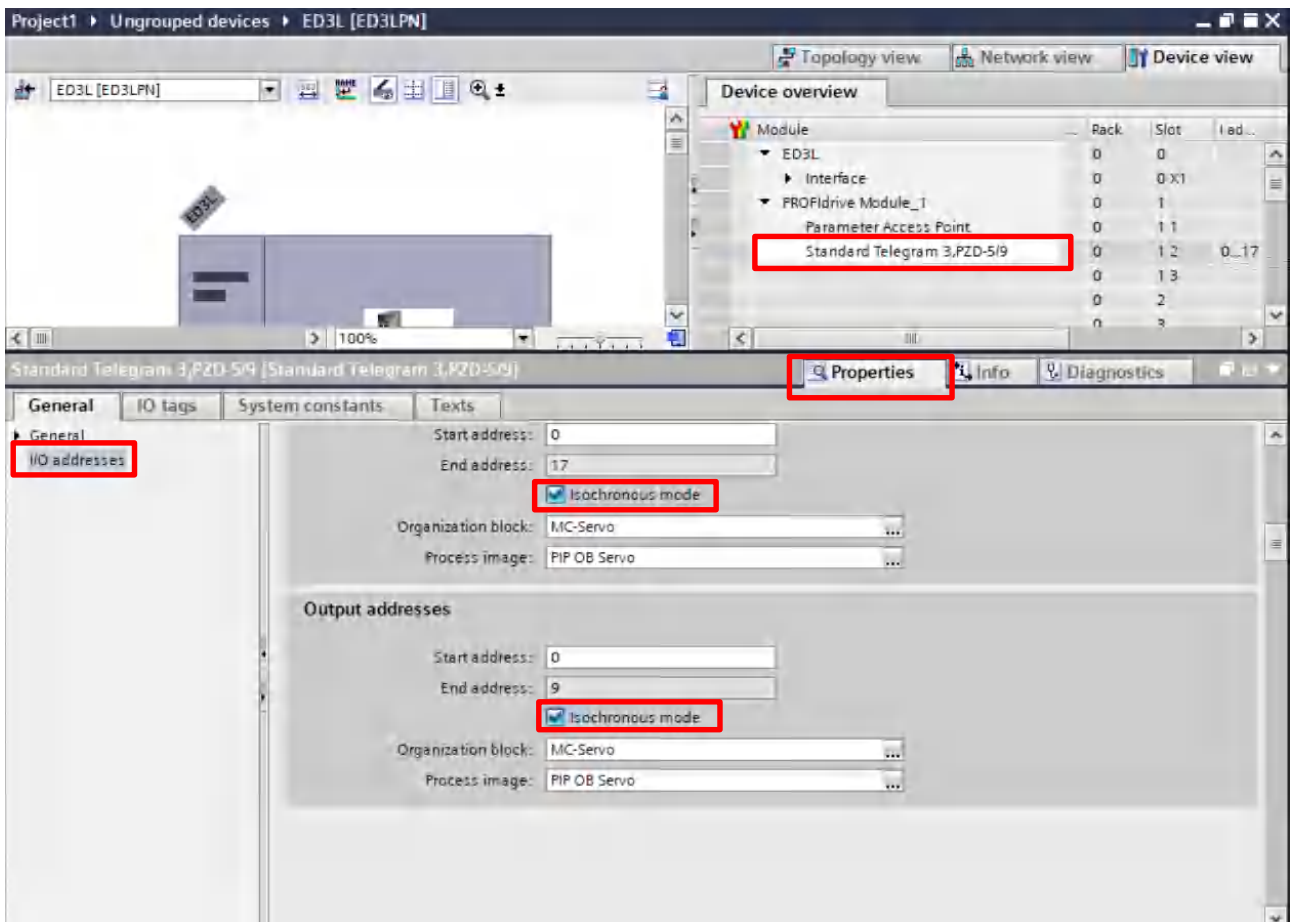 Project1 ▸ Ungrouped devices ▸ ED3L [ED3LPN]
Topology view Network view Device view
ED3L [ED3LPN]
Device overview
Module ... Rack Slot I ad...
ED3L 0 0
Interface 0 0 X1
PROFIdrive Module_1 0 1
Parameter Access Point 0 1 1
Standard Telegram 3,PZD-5/9 0 1 2 0...17
0 1 3
0 2
0 3
ED3L
100%
Standard Telegram 3,PZD-5/9 [Standard Telegram 3,PZD-5/9]
Properties Info Diagnostics
General IO tags System constants Texts
General
I/O addresses
Start address: 0
End address: 17
Isochronous mode
Organization block: MC-Servo ...
Process image: PIP OB Servo ...
Output addresses
Start address: 0
End address: 9
Isochronous mode
Organization block: MC-Servo ...
Process image: PIP OB Servo ...